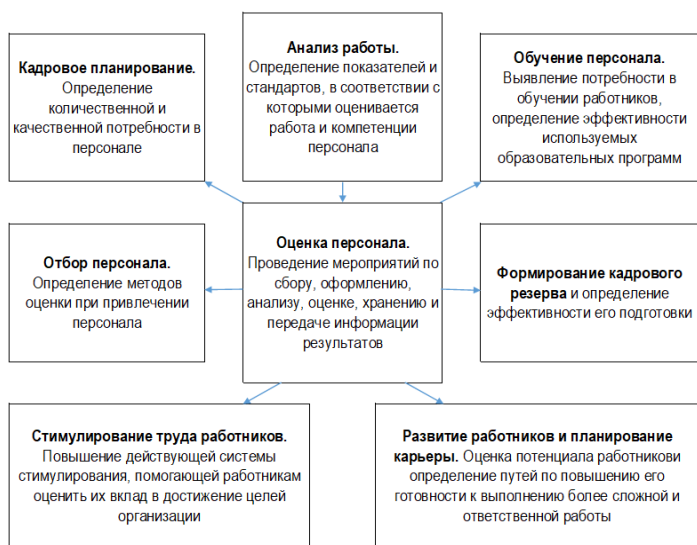 Кадровое планирование.
Определение
количественной и
качественной потребности в
персонале
Анализ работы.
Определение показателей и
стандартов, в соответствии с
которыми оценивается
работа и компетенции
персонала
Обучение персонала.
Выявление потребности в
обучении работников,
определение эффективности
используемых
образовательных программ
Отбор персонала.
Определение методов
оценки при привлечении
персонала
Оценка персонала.
Проведение мероприятий по
сбору, оформлению,
анализу, оценке, хранению и
передаче информации
результатов
Формирование кадрового
резерва и определение
эффективности его подготовки
Стимулирование труда работников.
Повышение действующей системы
стимулирования, помогающей работникам
оценить их вклад в достижение целей
организации
Развитие работников и планирование
карьеры. Оценка потенциала работникови
определение путей по повышению его
готовности к выполнению более сложной и
ответственной работы